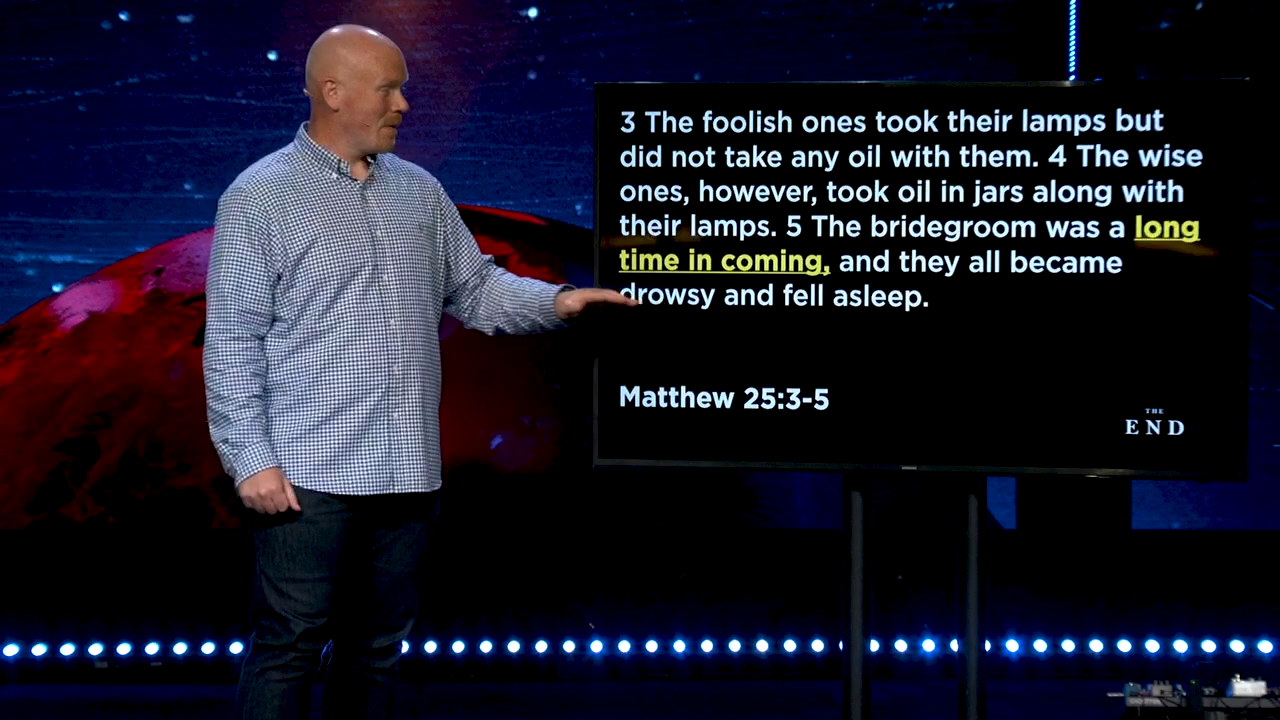 3 The foolish ones took their lamps but
did not take any oil with them. 4 The wise
ones, however, took oil in jars along with
their lamps. 5 The bridegroom was a long
time in coming, and they all became
drowsy and fell asleep.
Matthew 25:3-5
THE
END